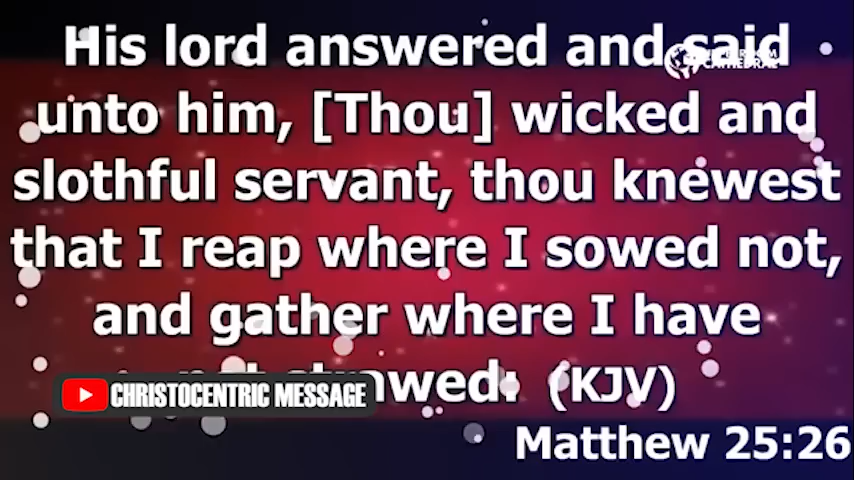 His lord answered and said
unto him, [Thou] wicked and
slothful servant, thou knewest
that I reap where I sowed not,
and gather where I have
(KJV)
CHRISTOCENTRIC MESSAGE
Matthew 25:26
CATHEDRAL